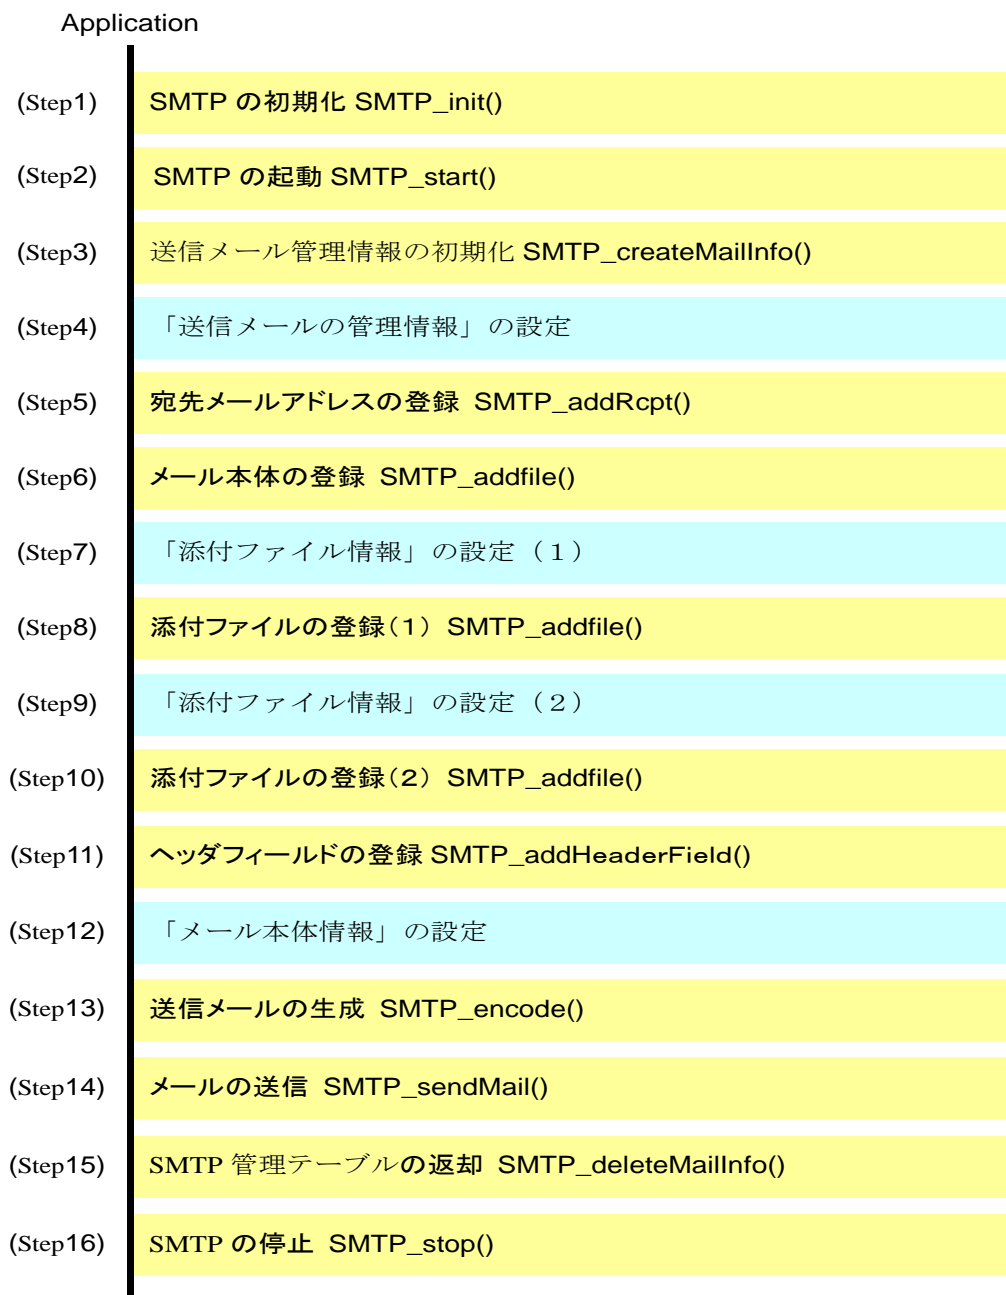 Application
(Step1) SMTP の初期化 SMTP_init()
(Step2) SMTP の起動 SMTP_start()
(Step3) 送信メール管理情報の初期化 SMTP_createMailInfo()
(Step4) 「送信メールの管理情報」の設定
(Step5) 宛先メールアドレスの登録 SMTP_addRcpt()
(Step6) メール本体の登録 SMTP_addfile()
(Step7) 「添付ファイル情報」の設定（１）
(Step8) 添付ファイルの登録（１） SMTP_addfile()
(Step9) 「添付ファイル情報」の設定（２）
(Step10) 添付ファイルの登録（２） SMTP_addfile()
(Step11) ヘッダフィールドの登録 SMTP_addHeaderField()
(Step12) 「メール本体情報」の設定
(Step13) 送信メールの生成 SMTP_encode()
(Step14) メールの送信 SMTP_sendMail()
(Step15) SMTP 管理テーブルの返却 SMTP_deleteMailInfo()
(Step16) SMTP の停止 SMTP_stop()